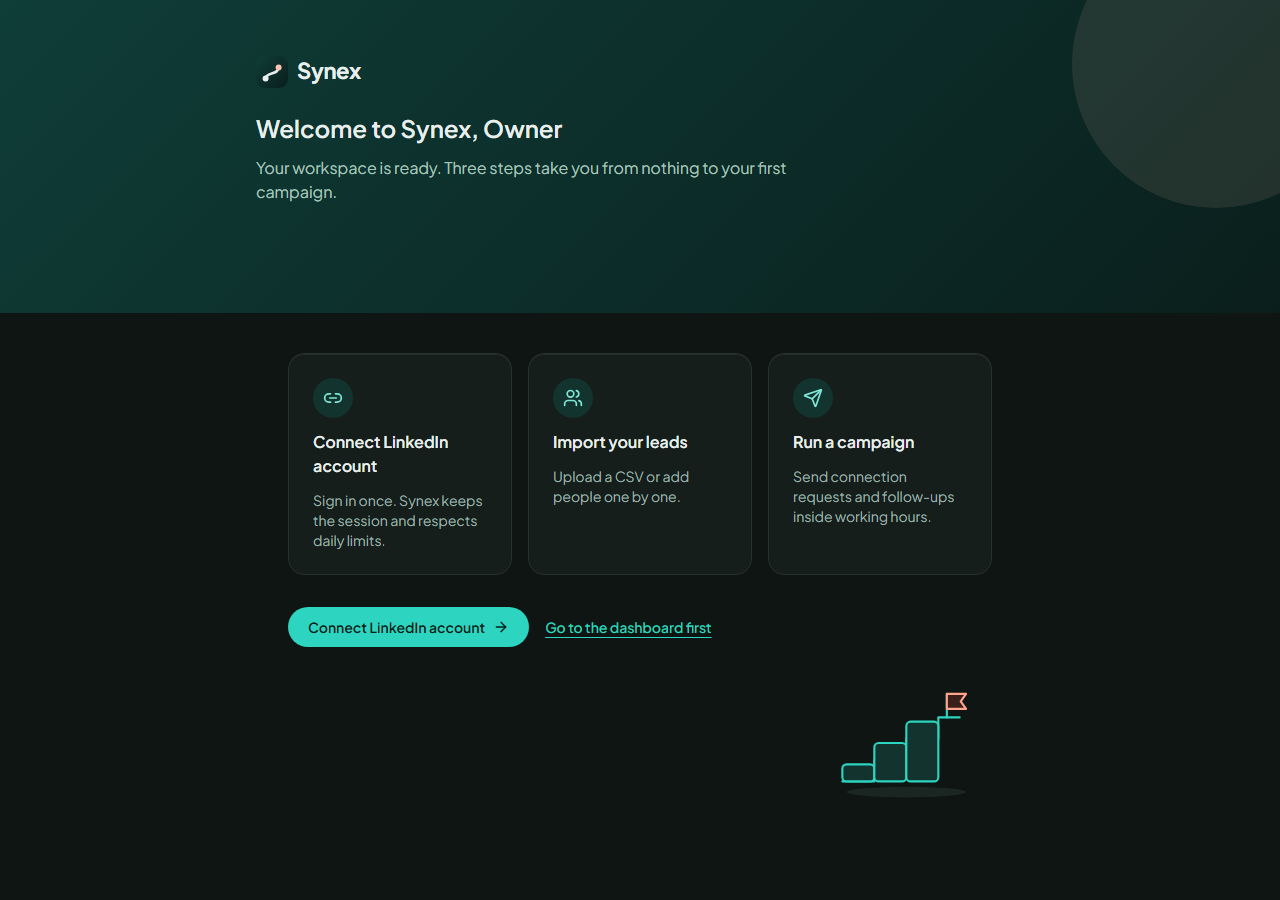 Synex
Welcome to Synex, Owner
Your workspace is ready. Three steps take you from nothing to your first
campaign.
Connect LinkedIn
account
Sign in once. Synex keeps
the session and respects
daily limits.
Import your leads
Upload a CSV or add
people one by one.
Run a campaign
Send connection
requests and follow-ups
inside working hours.
Connect LinkedIn account
Go to the dashboard first